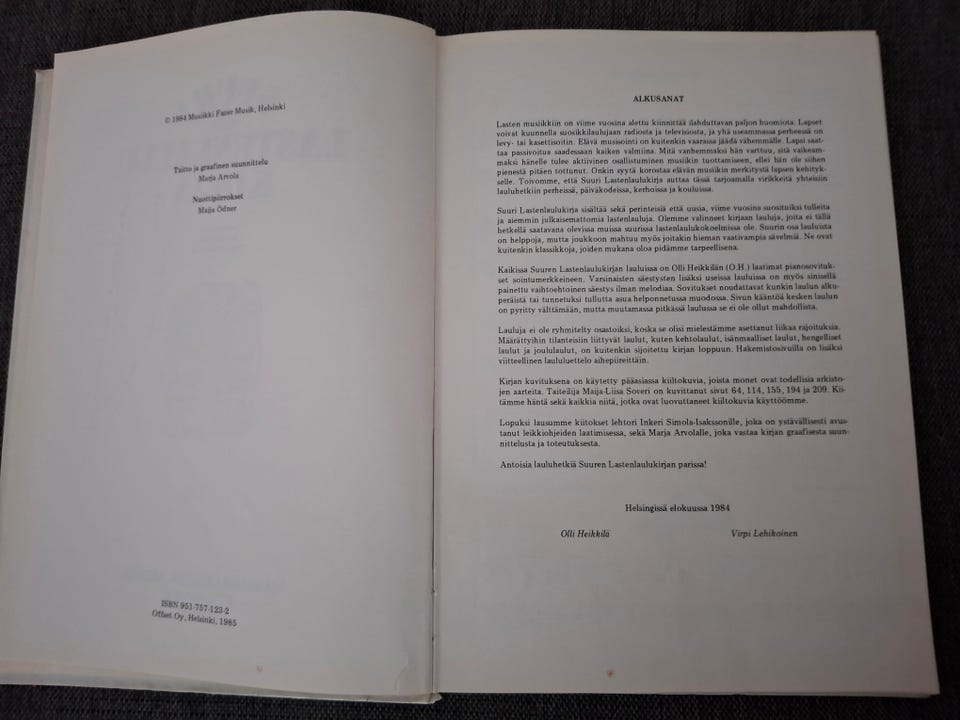 © 1984 Musiikki Fazer Musik, Helsinki
Taitto ja graafinen suunnittelu
Marja Arvola
Nuottipiirrokset
Maija Ödner
ISBN 951-757-123-2
Offset Oy, Helsinki, 1985
ALKUSANAT
Lasten musiikkiin on viime vuosina alettu kiinnittää ilahduttavan paljon huomiota. Lapset
voivat kuunnella suosikkilaulujaan radiosta ja televisiosta, ja yhä useammassa perheessä on
levy- tai kasettisoitin. Elävä musisointi on kuitenkin vaarassa jäädä vähemmälle. Lapsi saat-
taa passivoitua saadessaan kaiken valmiina. Mitä vanhemmaksi hän varttuu, sitä vaikeam-
maksi hänelle tulee aktiivinen osallistuminen musiikin tuottamiseen, ellei hän ole siihen
pienestä pitäen tottunut. Onkin syytä korostaa elävän musiikin merkitystä lapsen kehityk-
selle. Toivomme, että Suuri Lastenlaulukirja auttaa tässä tarjoamalla virikkeitä yhteisiin
lauluhetkiin perheissä, päiväkodeissa, kerhoissa ja kouluissa.
Suuri Lastenlaulukirja sisältää sekä perinteisiä että uusia, viime vuosina suosituiksi tulleita
ja aiemmin julkaisemattomia lastenlauluja. Olemme valinneet kirjaan lauluja, joita ei tällä
hetkellä saatavana olevissa muissa suurissa lastenlaulukokoelmissa ole. Suurin osa lauluista
on helppoja, mutta joukkoon mahtuu myös joitakin hieman vaativampia sävelmiä. Ne ovat
kuitenkin klassikkoja, joiden mukana oloa pidämme tarpeellisena.
Kaikissa Suuren Lastenlaulukirjan lauluissa on Olli Heikkilän (O.H.) laatimat pianosovituk-
set sointumerkkeineen. Varsinaisten säestysten lisäksi useissa lauluissa on myös sinisellä
painettu vaihtoehtoinen säestys ilman melodiaa. Sovitukset noudattavat kunkin laulun alku-
peräistä tai tunnetuksi tullutta asua helponnetussa muodossa. Sivun kääntöä kesken laulun
on pyritty välttämään, mutta muutamassa pitkässä laulussa se ei ole ollut mahdollista.
Lauluja ei ole ryhmitelty osastoiksi, koska se olisi mielestämme asettanut liikaa rajoituksia.
Määrättyihin tilanteisiin liittyvät laulut, kuten kehtolaulut, isänmaalliset laulut, hengelliset
laulut ja joululaulut, on kuitenkin sijoitettu kirjan loppuun. Hakemistosivuilla on lisäksi
viitteellinen laululuettelo aihepiireittäin.
Kirjan kuvituksena on käytetty pääasiassa kiiltokuvia, joista monet ovat todellisia arkisto-
jen aarteita. Taiteilija Maija-Liisa Soveri on kuvittanut sivut 64, 114, 155, 194 ja 209. Kii-
tämme häntä sekä kaikkia niitä, jotka ovat luovuttaneet kiiltokuvia käyttöömme.
Lopuksi lausumme kiitokset lehtori Inkeri Simola-Isakssonille, joka on ystävällisesti avus-
tanut leikkiohjeiden laatimisessa, sekä Marja Arvolalle, joka vastaa kirjan graafisesta suun-
nittelusta ja toteutuksesta.
Antoisia lauluhetkiä Suuren Lastenlaulukirjan parissa!
Helsingissä elokuussa 1984
Olli Heikkilä Virpi Lehikoinen